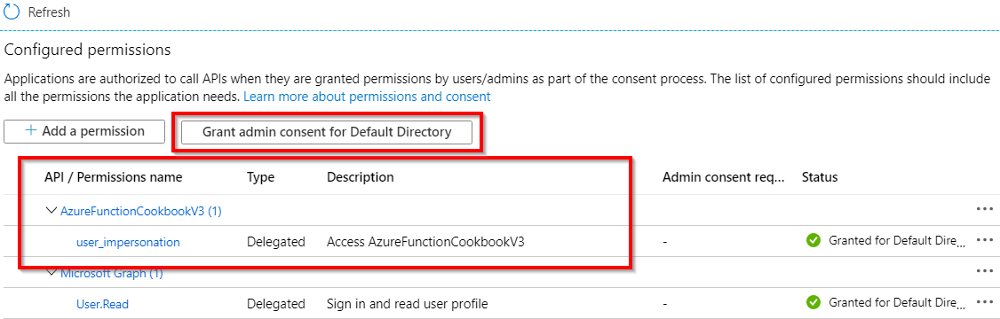 Refresh
Configured permissions
Applications are authorized to call APIs when they are granted permissions by users/admins as part of the consent process. The list of configured permissions should include
all the permissions the application needs. Learn more about permissions and consent
+ Add a permission Grant admin consent for Default Directory
API / Permissions name Type Description Admin consent req... Status
AzureFunctionCookbookV3 (1) ...
user_impersonation Delegated Access AzureFunctionCookbookV3 - Granted for Default Dire... ...
Microsoft Graph (1) ...
User.Read Delegated Sign in and read user profile - Granted for Default Dire... ...